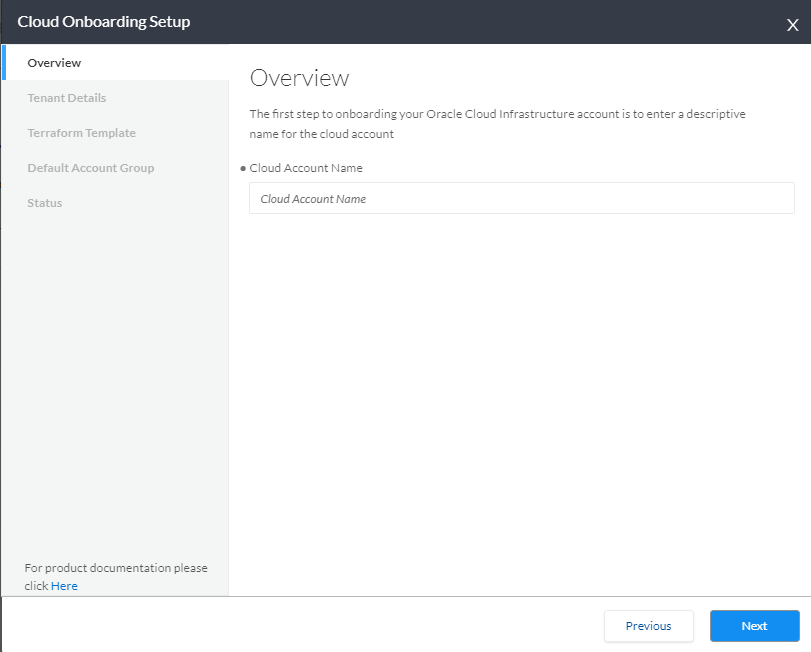 Cloud Onboarding Setup
X
Overview
Tenant Details
Terraform Template
Default Account Group
Status
For product documentation please
click Here
Overview
The first step to onboarding your Oracle Cloud Infrastructure account is to enter a descriptive
name for the cloud account
• Cloud Account Name
Cloud Account Name
Previous
Next